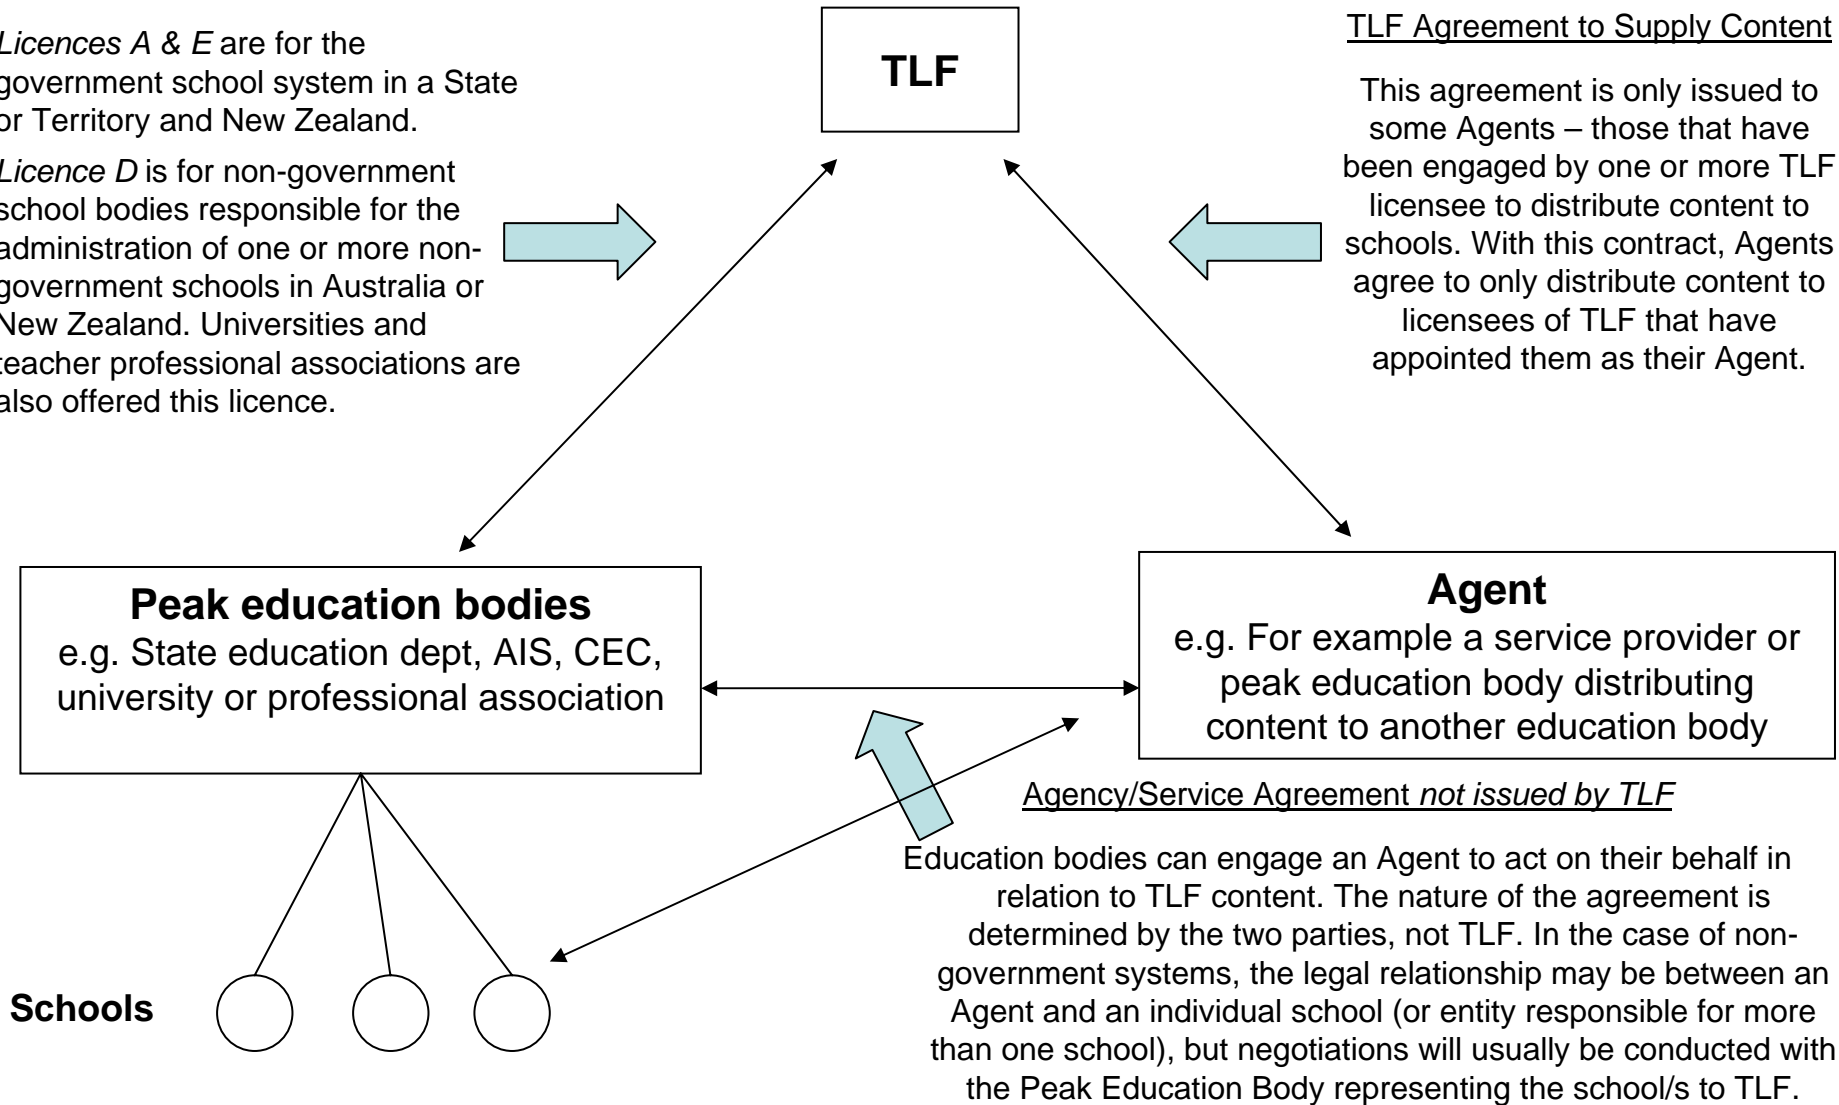 Licences A & E are for the
government school system in a State
or Territory and New Zealand.
Licence D is for non-government
school bodies responsible for the
administration of one or more non-
government schools in Australia or
New Zealand. Universities and
teacher professional associations are
also offered this licence.
TLF
TLF Agreement to Supply Content
This agreement is only issued to
some Agents – those that have
been engaged by one or more TLF
licensee to distribute content to
schools. With this contract, Agents
agree to only distribute content to
licensees of TLF that have
appointed them as their Agent.
Peak education bodies
e.g. State education dept, AIS, CEC,
university or professional association
Agent
e.g. For example a service provider or
peak education body distributing
content to another education body
Agency/Service Agreement not issued by TLF
Education bodies can engage an Agent to act on their behalf in
relation to TLF content. The nature of the agreement is
determined by the two parties, not TLF. In the case of non-
government systems, the legal relationship may be between an
Agent and an individual school (or entity responsible for more
than one school), but negotiations will usually be conducted with
the Peak Education Body representing the school/s to TLF.
Schools